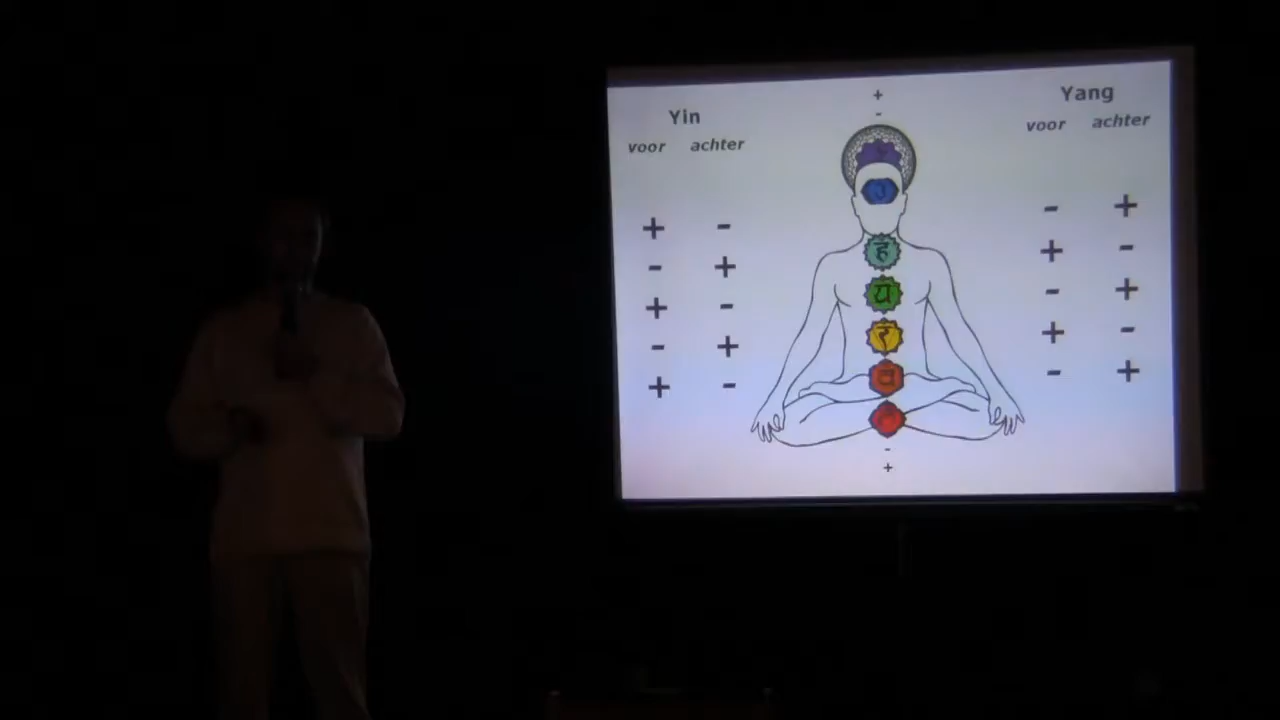 Yin
voor achter
+ -
- +
+ -
- +
+ -
+
-
ह
य
र
व
-
+
Yang
voor achter
- +
+ -
- +
+ -
- +